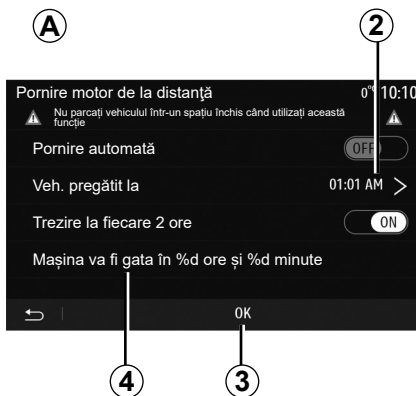 A
2
Pornire motor de la distanţă 0° 10:10
Nu parcați vehiculul într-un spațiu închis când utilizați această
funcție
Pornire automată OFF
Veh. pregătit la 01:01 AM
Trezire la fiecare 2 ore ON
Mașina va fi gata în %d ore și %d minute
OK
4
3